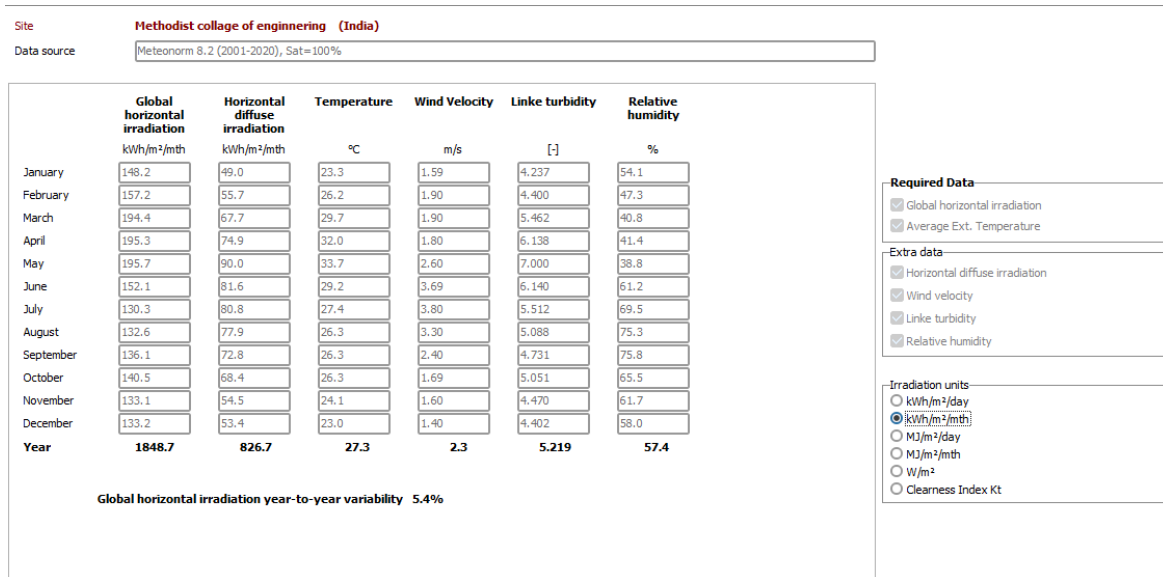 Site Methodist collage of enginnering (India)
Data source Meteonorm 8.2 (2001-2020), Sat=100%
Global horizontal irradiation Horizontal diffuse irradiation Temperature Wind Velocity Linke turbidity Relative humidity
kWh/m²/mth kWh/m²/mth °C m/s [-] %
January 148.2 49.0 23.3 1.59 4.237 54.1
February 157.2 55.7 26.2 1.90 4.400 47.3
March 194.4 67.7 29.7 1.90 5.462 40.8
April 195.3 74.9 32.0 1.80 6.138 41.4
May 195.7 90.0 33.7 2.60 7.000 38.8
June 152.1 81.6 29.2 3.69 6.140 61.2
July 130.3 80.8 27.4 3.80 5.512 69.5
August 132.6 77.9 26.3 3.30 5.088 75.3
September 136.1 72.8 26.3 2.40 4.731 75.8
October 140.5 68.4 26.3 1.69 5.051 65.5
November 133.1 54.5 24.1 1.60 4.470 61.7
December 133.2 53.4 23.0 1.40 4.402 58.0
Year 1848.7 826.7 27.3 2.3 5.219 57.4
Global horizontal irradiation year-to-year variability 5.4%
Required Data
Global horizontal irradiation
Average Ext. Temperature
Extra data
Horizontal diffuse irradiation
Wind velocity
Linke turbidity
Relative humidity
Irradiation units
kWh/m²/day
kWh/m²/mth
MJ/m²/day
MJ/m²/mth
W/m²
Clearness Index Kt